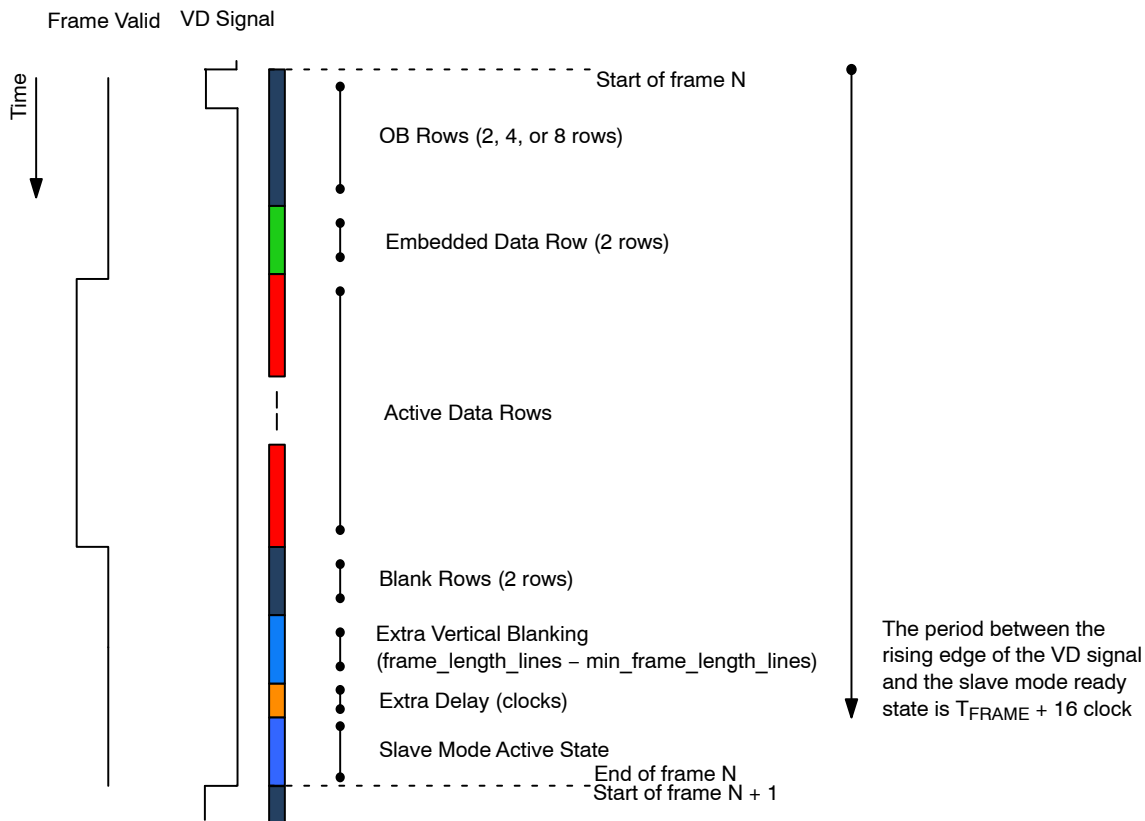 Frame Valid
VD Signal
Time
Start of frame N
OB Rows (2, 4, or 8 rows)
Embedded Data Row (2 rows)
Active Data Rows
Blank Rows (2 rows)
Extra Vertical Blanking
(frame_length_lines − min_frame_length_lines)
Extra Delay (clocks)
Slave Mode Active State
End of frame N
Start of frame N + 1
The period between the
rising edge of the VD signal
and the slave mode ready
state is TFRAME + 16 clock